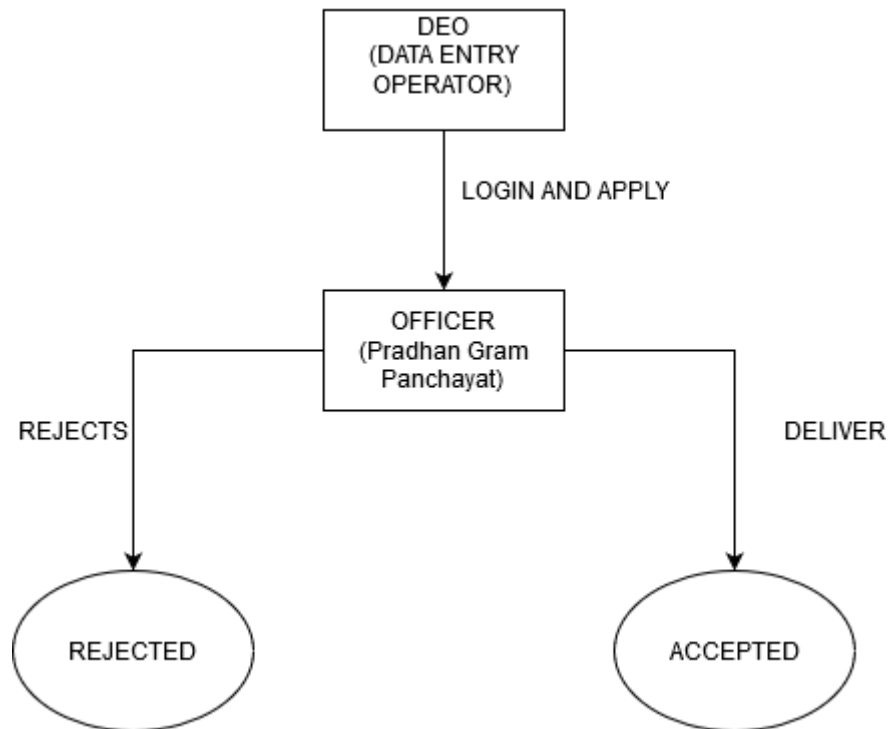 DEO
(DATA ENTRY
OPERATOR)
LOGIN AND APPLY
OFFICER
(Pradhan Gram
Panchayat)
REJECTS
DELIVER
REJECTED
ACCEPTED